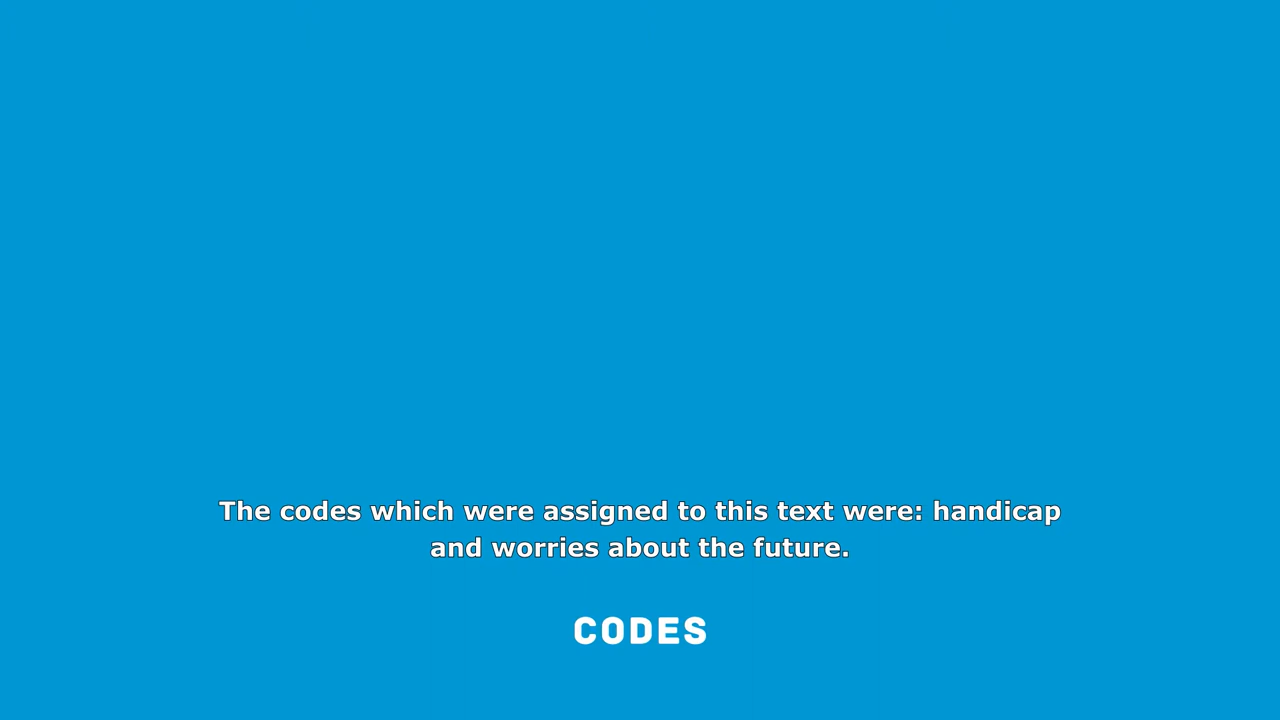 The codes which were assigned to this text were: handicap
and worries about the future.
CODES